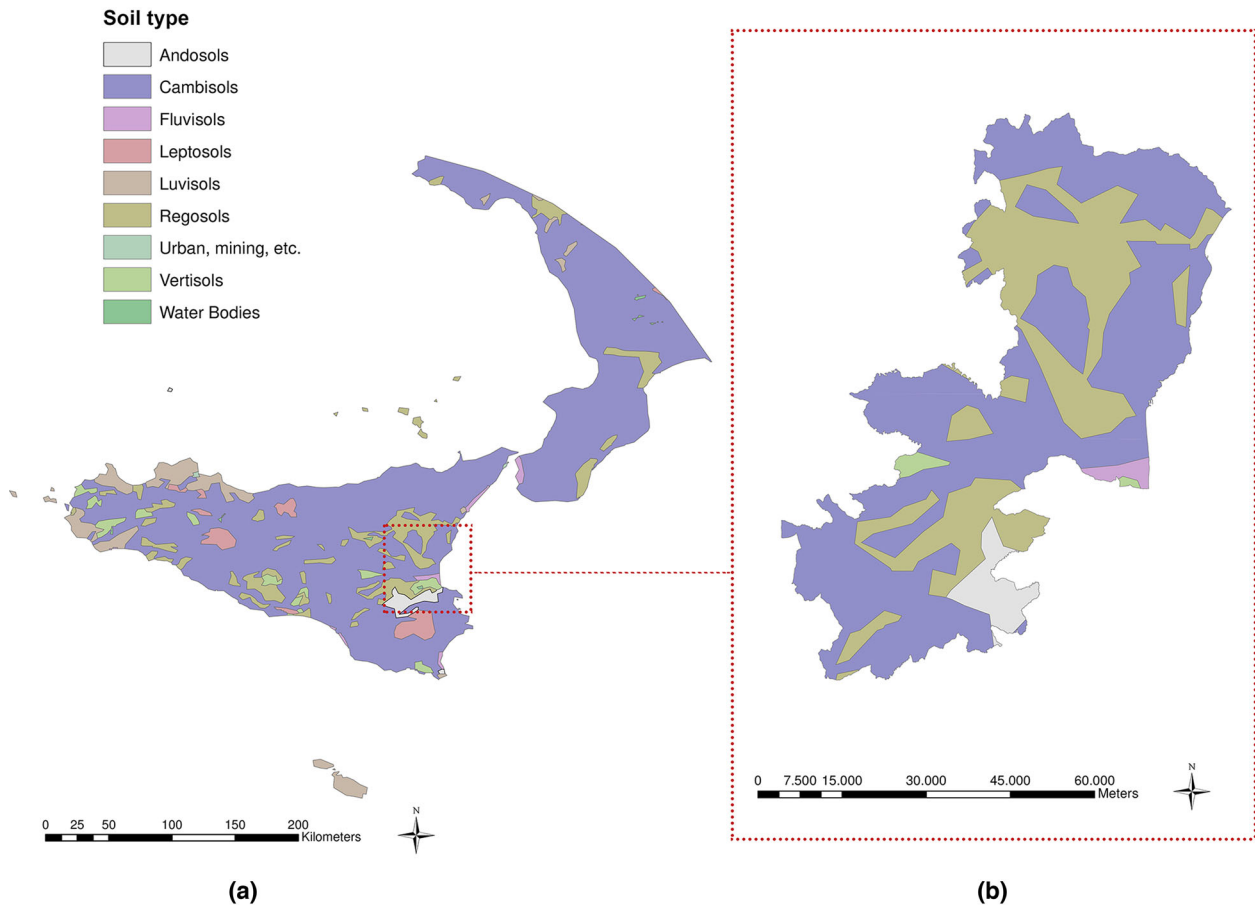 Soil type
Andosols
Cambisols
Fluvisols
Leptosols
Luvisols
Regosols
Urban, mining, etc.
Vertisols
Water Bodies
N
0 25 50 100 150 200
Kilometers
(a)
N
0 7.500 15.000 30.000 45.000 60.000
Meters
(b)